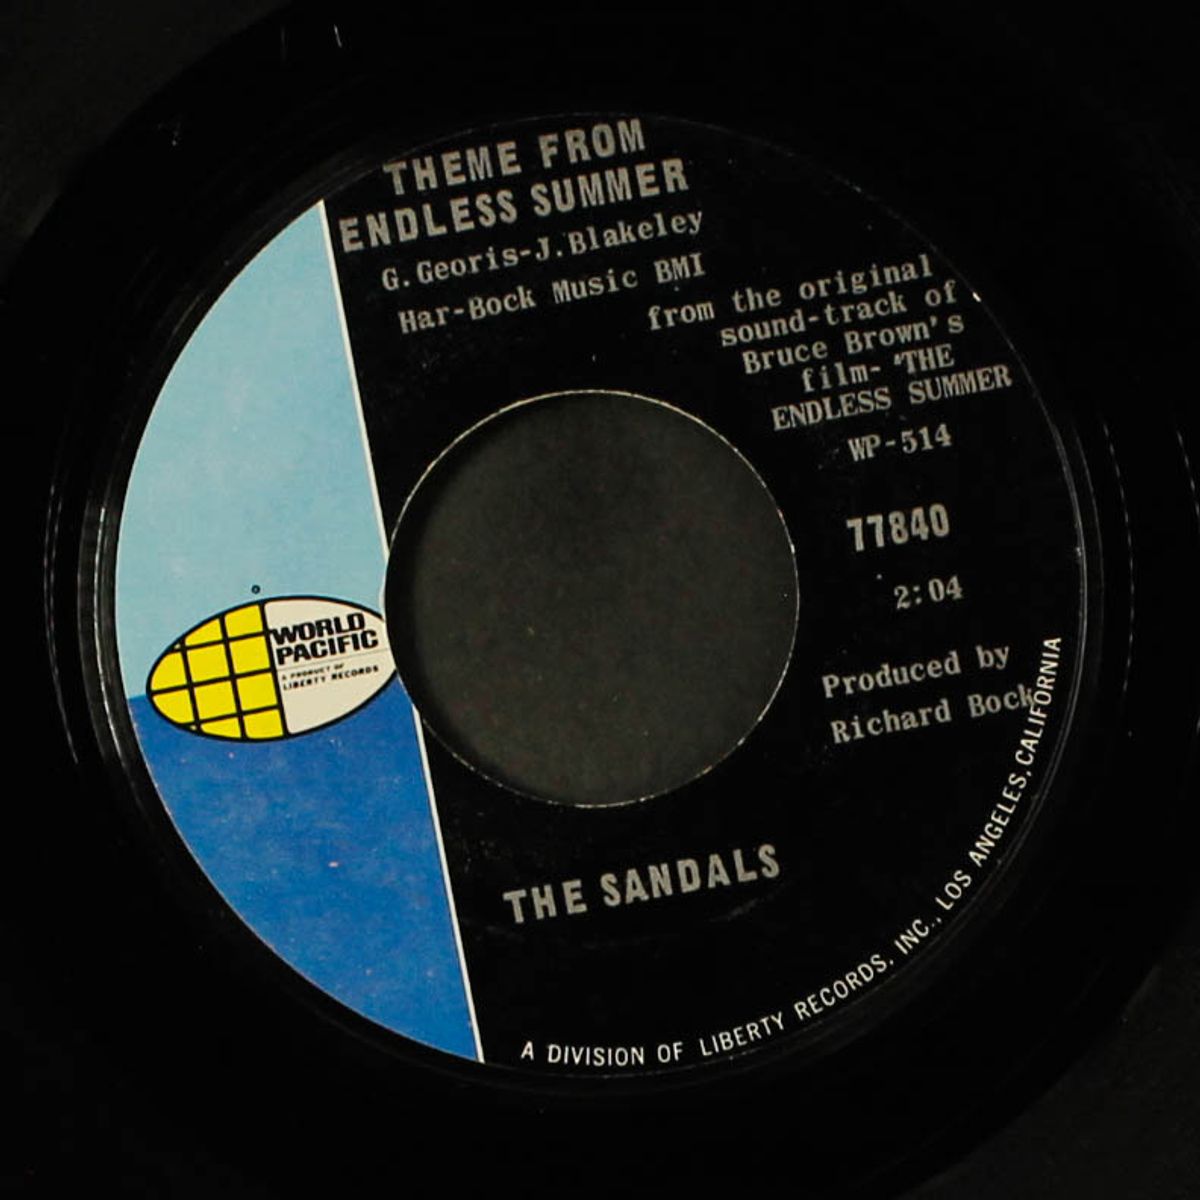 THEME FROM
ENDLESS SUMMER
G. Georis-J. Blakeley
Har-Bock Music BMI
from the original
sound-track of
Bruce Brown's
film- "THE
ENDLESS SUMMER
WP-514
77840
2:04
Produced by
Richard Bock
WORLD
PACIFIC
A PRODUCT OF
LIBERTY RECORDS
THE SANDALS
A DIVISION OF LIBERTY RECORDS, INC., LOS ANGELES, CALIFORNIA